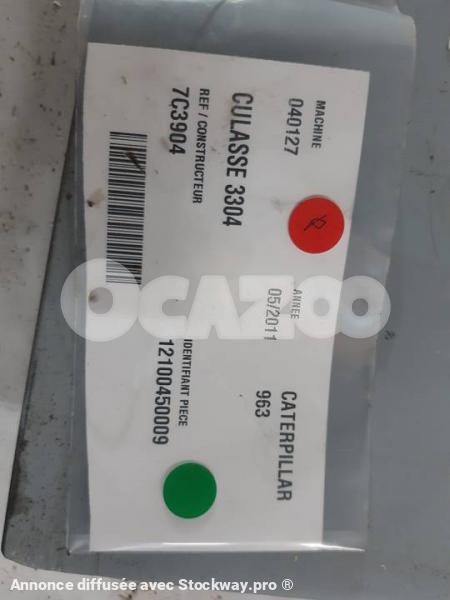 MACHINE
040127
ANNEE
05/2011
CATERPILLAR
963
CULASSE 3304
REF / CONSTRUCTEUR
7C3904
IDENTIFIANT PIECE
12100450009
OCAZOO
Annonce diffusée avec Stockway.pro ®